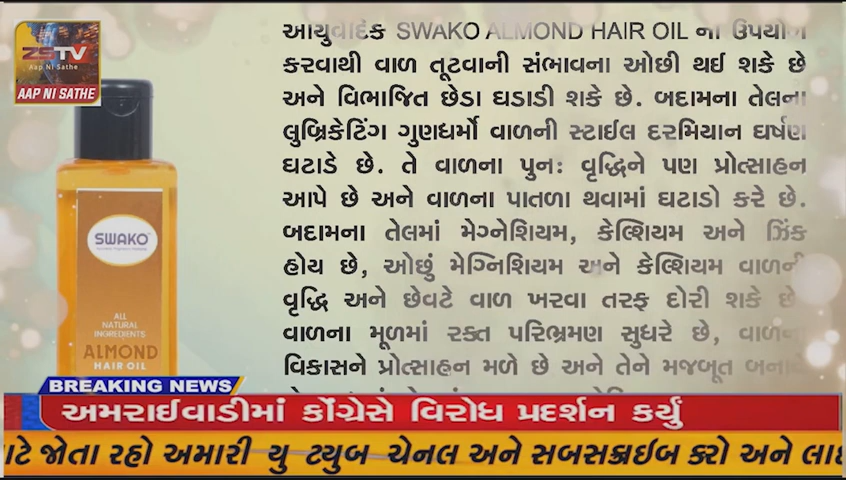 ZSTV
Aap Ni Sathe
AAP NI SATHE
આયુર્વેદિક SWAKO ALMOND HAIR OIL ના ઉપયોગ
કરવાથી વાળ તૂટવાની સંભાવના ઓછી થઈ શકે છે
અને વિભાજિત છેડા ઘડાડી શકે છે. બદામના તેલના
લુબ્રિકેટિંગ ગુણધર્મો વાળની સ્ટાઈલ દરમિયાન ઘર્ષણ
ઘટાડે છે. તે વાળના પુનઃ વૃદ્ધિને પણ પ્રોત્સાહન
આપે છે અને વાળના પાતળા થવામાં ઘટાડો કરે છે.
બદામના તેલમાં મેગ્નેશિયમ, કેલ્શિયમ અને ઝિંક
હોય છે, ઓછું મેગ્નિશિયમ અને કેલ્શિયમ વાળની
વૃદ્ધિ અને છેવટે વાળ ખરવા તરફ દોરી શકે છે
વાળના મૂળમાં રક્ત પરિભ્રમણ સુધરે છે, વાળના
વિકાસને પ્રોત્સાહન મળે છે અને તેને મજબૂત બનાવે
SWAKO
ALL
NATURAL
INGREDIENTS
ALMOND
HAIR OIL
BREAKING NEWS
અમરાઈવાડીમાં કોંગ્રેસે વિરોધ પ્રદર્શન કર્યું
માટે જોતા રહો અમારી યુ ટ્યુબ ચેનલ અને સબસક્રાઇબ કરો અને લાઇ